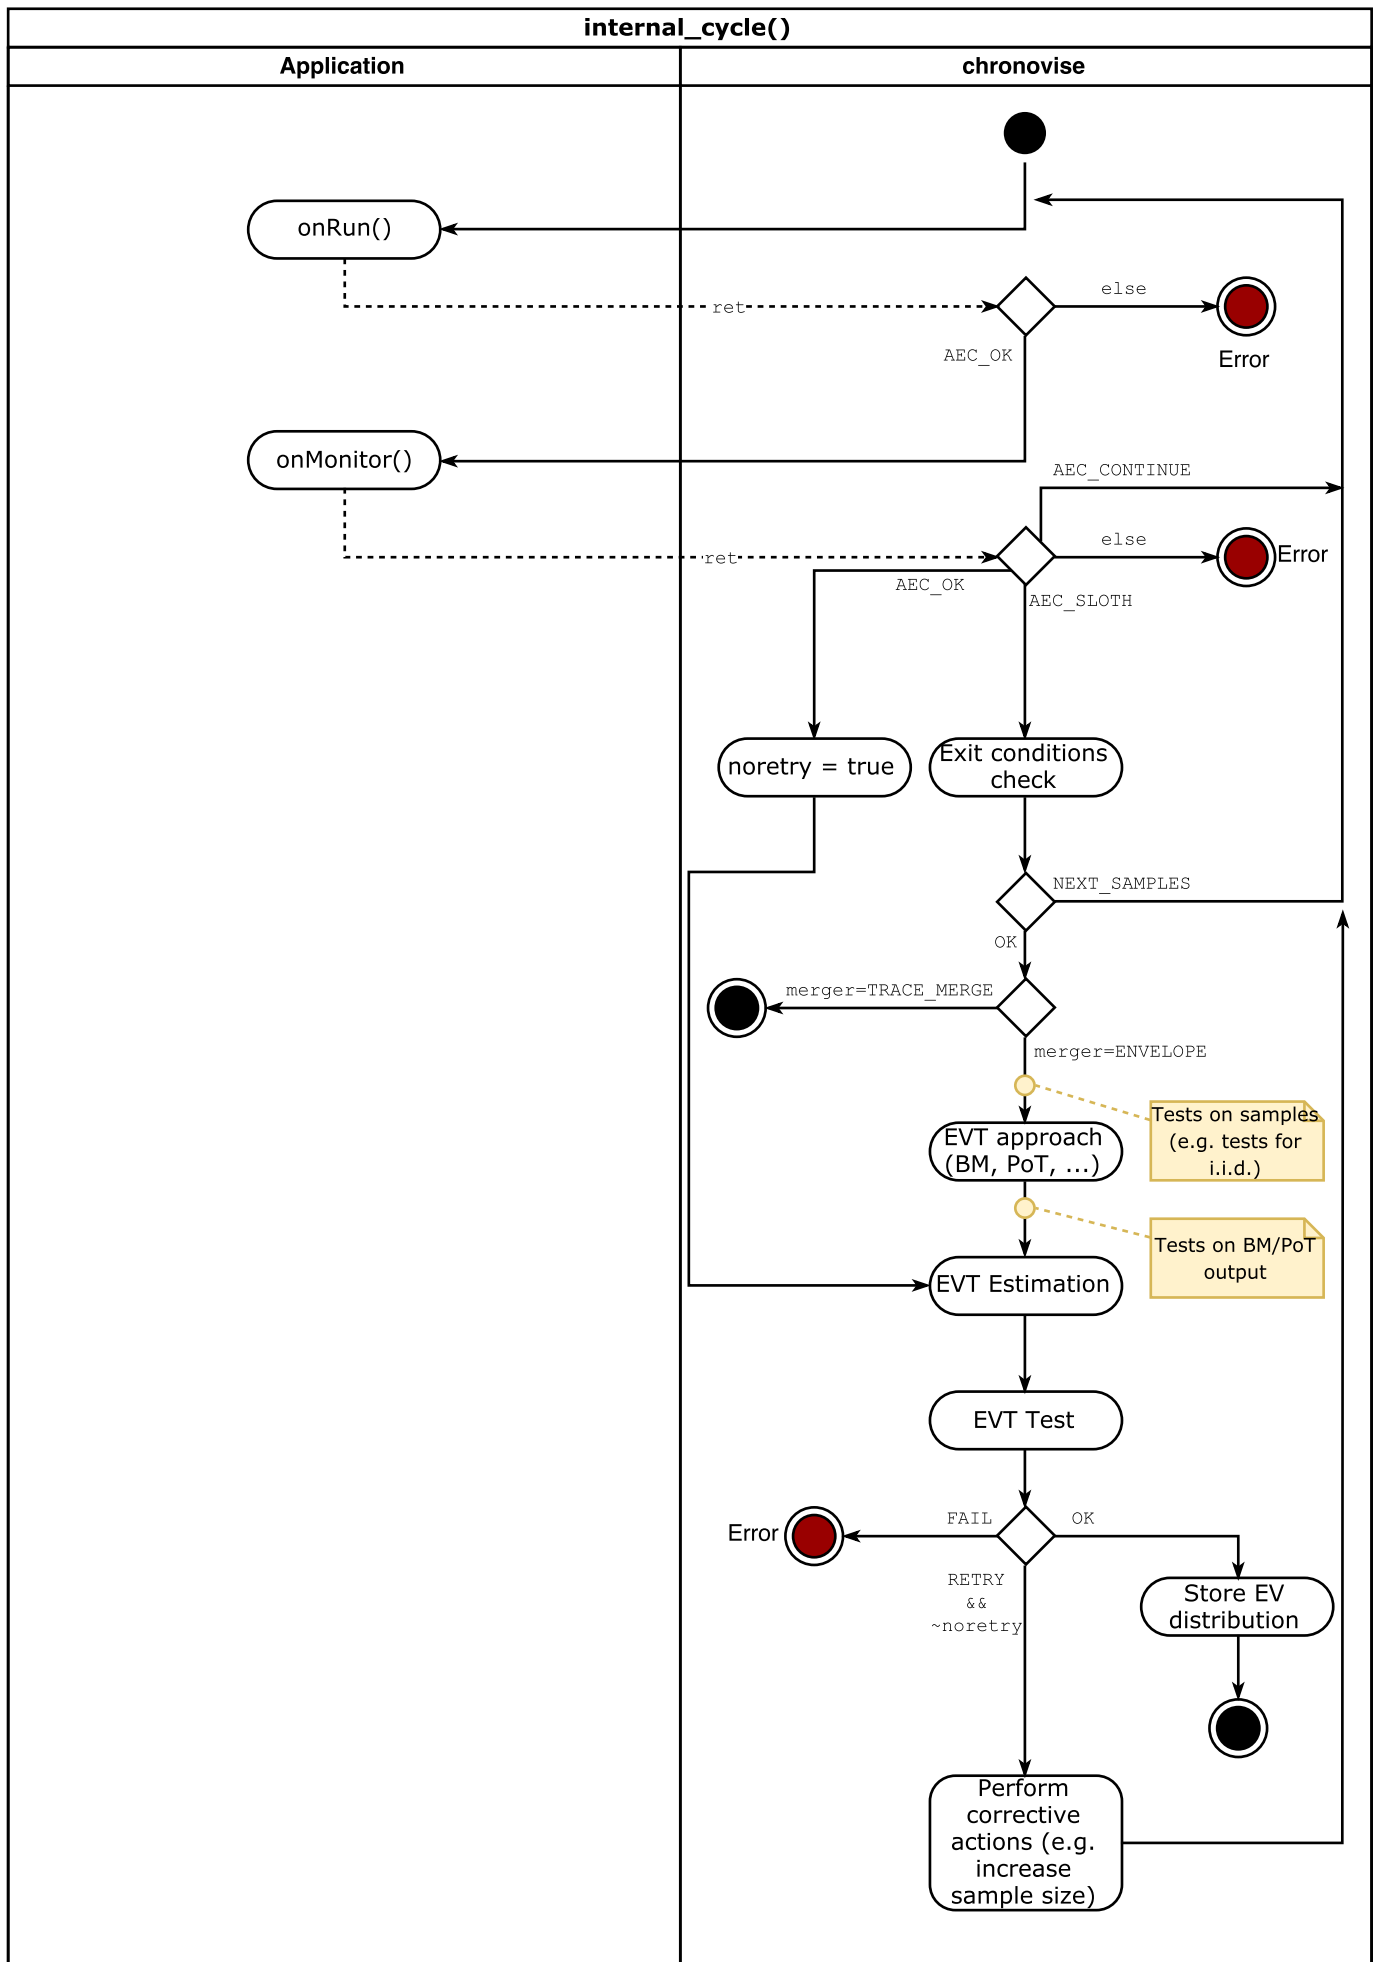 internal_cycle()
Application
chronovise
onRun()
ret
else
AEC_OK
Error
onMonitor()
AEC_CONTINUE
ret
else
Error
AEC_OK
AEC_SLOTH
noretry = true
Exit conditions
check
NEXT_SAMPLES
OK
merger=TRACE_MERGE
merger=ENVELOPE
Tests on samples
(e.g. tests for
i.i.d.)
EVT approach
(BM, PoT, ...)
Tests on BM/PoT
output
EVT Estimation
EVT Test
Error
FAIL
OK
RETRY
&&
~noretry
Store EV
distribution
Perform
corrective
actions (e.g.
increase
sample size)